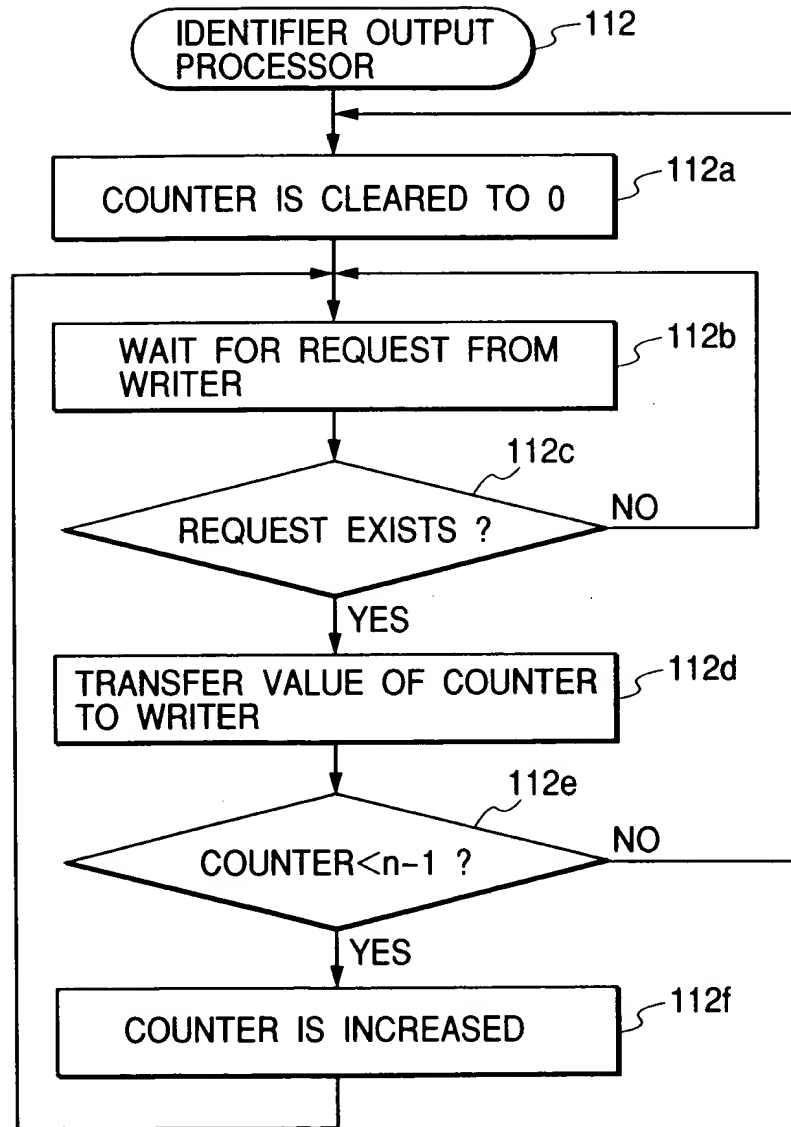 IDENTIFIER OUTPUT
PROCESSOR
112
COUNTER IS CLEARED TO 0
112a
WAIT FOR REQUEST FROM
WRITER
112b
REQUEST EXISTS ?
112c
NO
YES
TRANSFER VALUE OF COUNTER
TO WRITER
112d
COUNTER<n-1 ?
112e
NO
YES
COUNTER IS INCREASED
112f